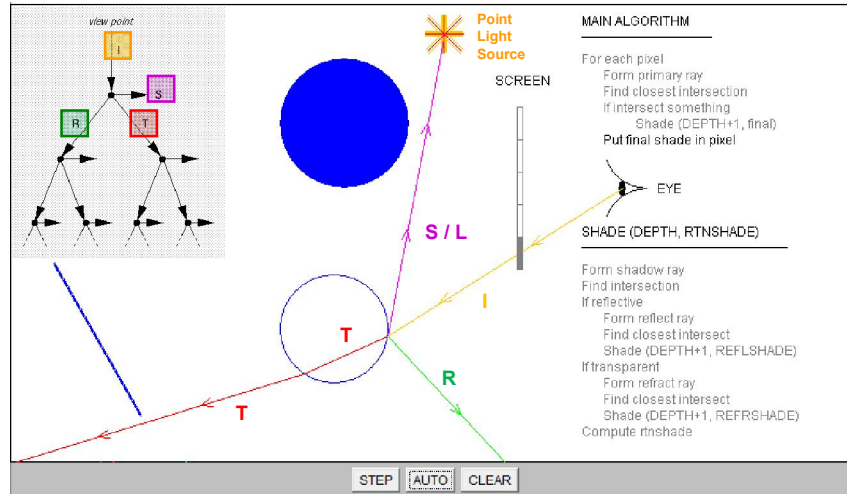 view point
I
S
R
T
Point
Light
Source
SCREEN
EYE
S / L
I
T
R
T
MAIN ALGORITHM
For each pixel
Form primary ray
Find closest intersection
If intersect something
Shade (DEPTH+1, final)
Put final shade in pixel
SHADE (DEPTH, RTNSHADE)
Form shadow ray
Find intersection
If reflective
Form reflect ray
Find closest intersect
Shade (DEPTH+1, REFLSHADE)
If transparent
Form refract ray
Find closest intersect
Shade (DEPTH+1, REFRSHADE)
Compute rtnshade
STEP AUTO CLEAR